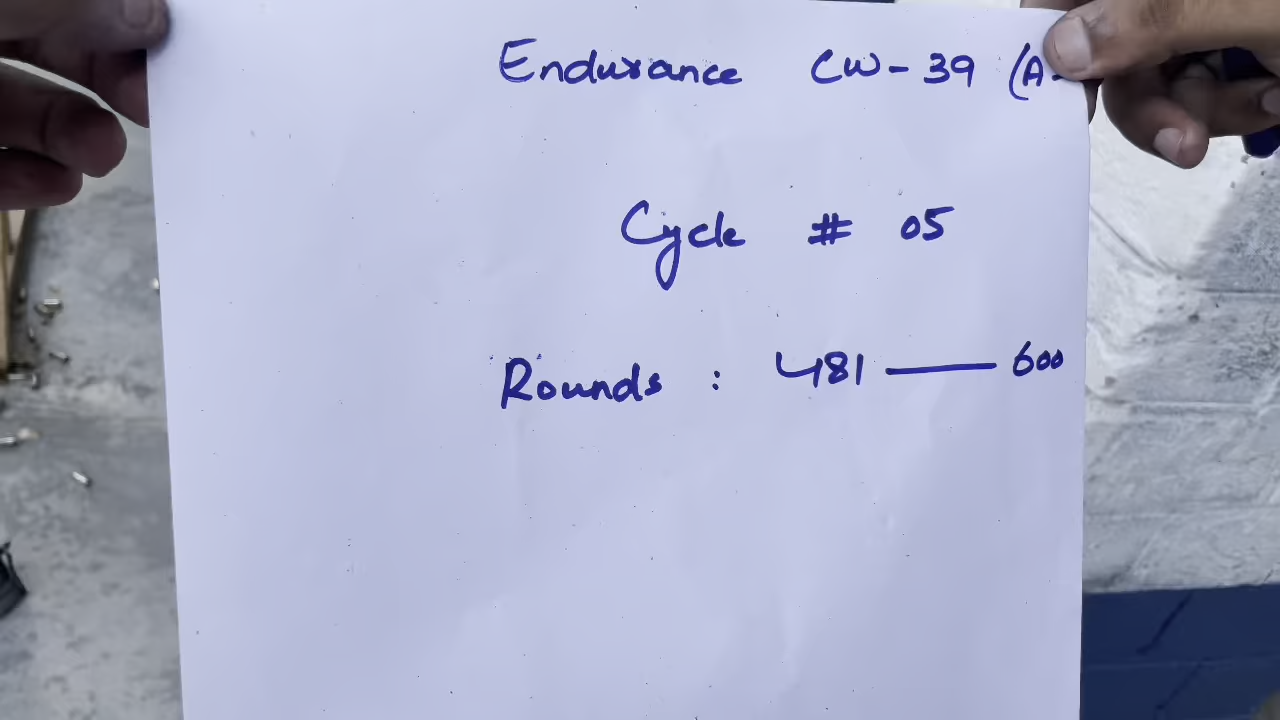 Endurance CW-39 (A-
Cycle # 05
Rounds : 481 — 600